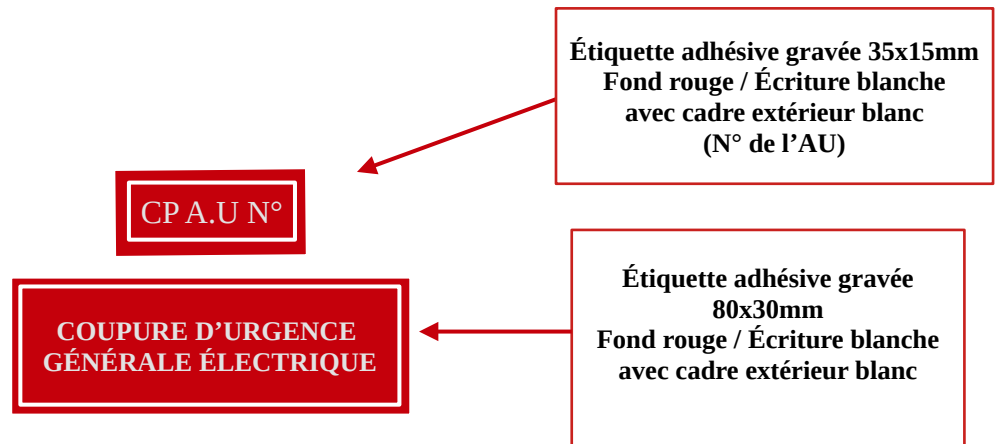 Étiquette adhésive gravée 35x15mm
Fond rouge / Écriture blanche
avec cadre extérieur blanc
(N° de l’AU)
CP A.U N°
Étiquette adhésive gravée
80x30mm
Fond rouge / Écriture blanche
avec cadre extérieur blanc
COUPURE D’URGENCE
GÉNÉRALE ÉLECTRIQUE